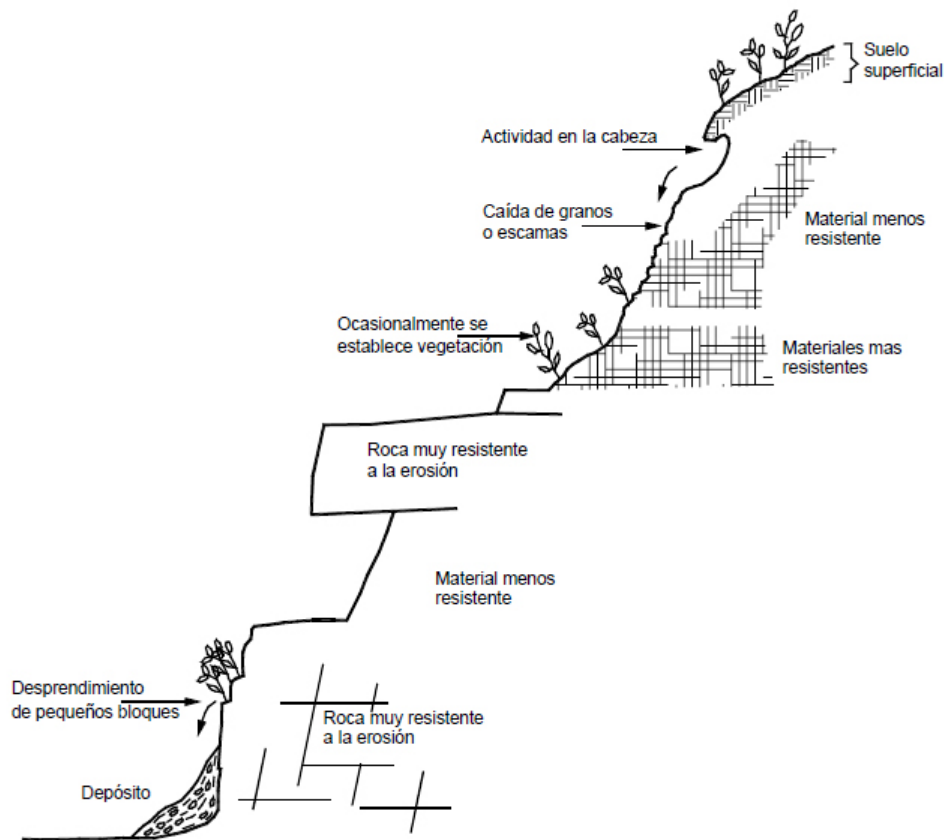 Suelo
superficial
Actividad en la cabeza
Caída de granos
o escamas
Material menos
resistente
Ocasionalmente se
establece vegetación
Materiales mas
resistentes
Roca muy resistente
a la erosión
Material menos
resistente
Desprendimiento
de pequeños bloques
Roca muy resistente
a la erosión
Depósito